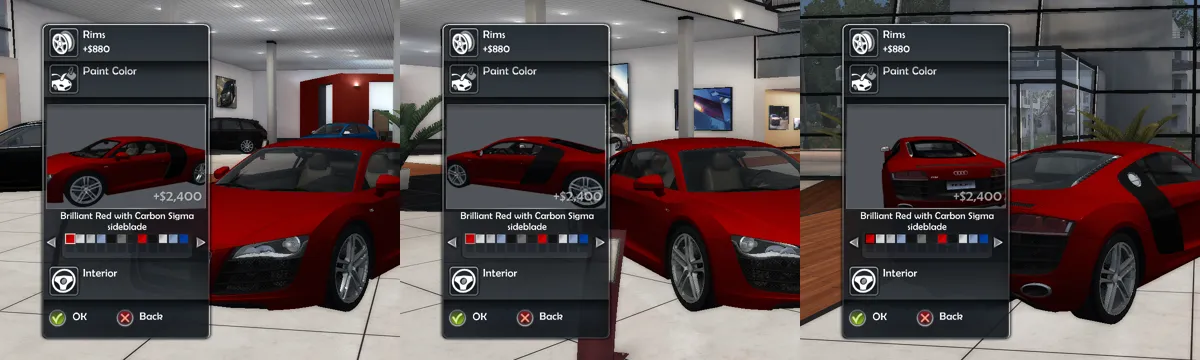 Rims
+$880
Paint Color
+$2,400
Brilliant Red with Carbon Sigma
sideblade
Interior
OK
Back
Rims
+$880
Paint Color
+$2,400
Brilliant Red with Carbon Sigma
sideblade
Interior
OK
Back
Rims
+$880
Paint Color
+$2,400
Brilliant Red with Carbon Sigma
sideblade
Interior
OK
Back